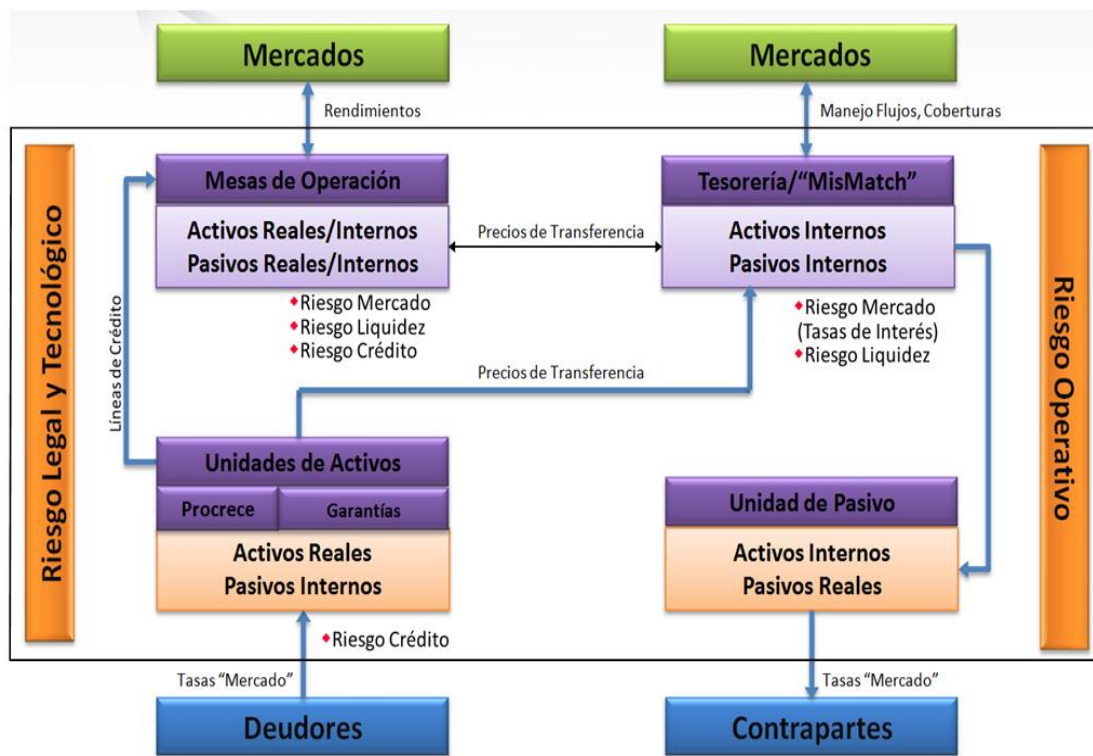 Mercados
Mercados
Rendimientos
Manejo Flujos, Coberturas
Riesgo Legal y Tecnológico
Líneas de Crédito
Mesas de Operación
Activos Reales/Internos
Pasivos Reales/Internos
♦Riesgo Mercado
♦Riesgo Liquidez
♦Riesgo Crédito
Precios de Transferencia
Tesorería/“MisMatch”
Activos Internos
Pasivos Internos
♦Riesgo Mercado
(Tasas de Interés)
♦Riesgo Liquidez
Precios de Transferencia
Riesgo Operativo
Unidades de Activos
Procrece
Garantías
Activos Reales
Pasivos Internos
Unidad de Pasivo
Activos Internos
Pasivos Reales
♦Riesgo Crédito
Tasas “Mercado”
Tasas “Mercado”
Deudores
Contrapartes